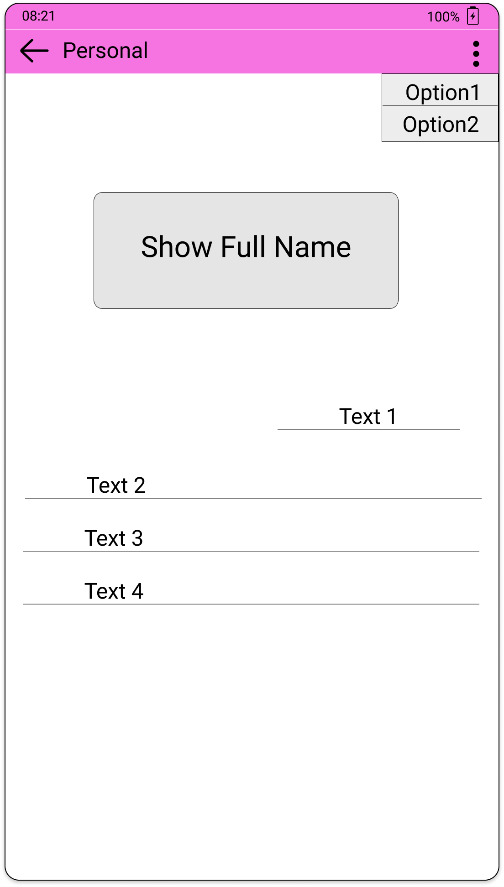 08:21 100%
Personal
Option1
Option2
Show Full Name
Text 1
Text 2
Text 3
Text 4